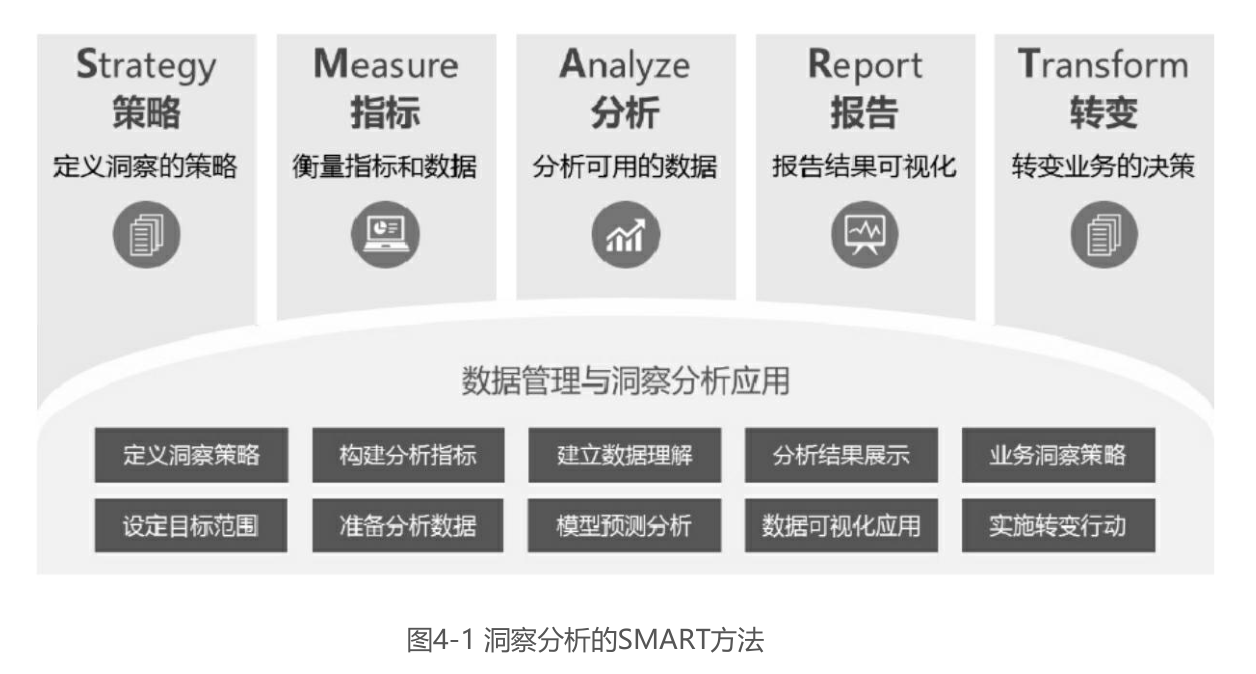 Strategy
策略
定义洞察的策略
Measure
指标
衡量指标和数据
Analyze
分析
分析可用的数据
Report
报告
报告结果可视化
Transform
转变
转变业务的决策
数据管理与洞察分析应用
定义洞察策略
构建分析指标
建立数据理解
分析结果展示
业务洞察策略
设定目标范围
准备分析数据
模型预测分析
数据可视化应用
实施转变行动
图4-1 洞察分析的SMART方法